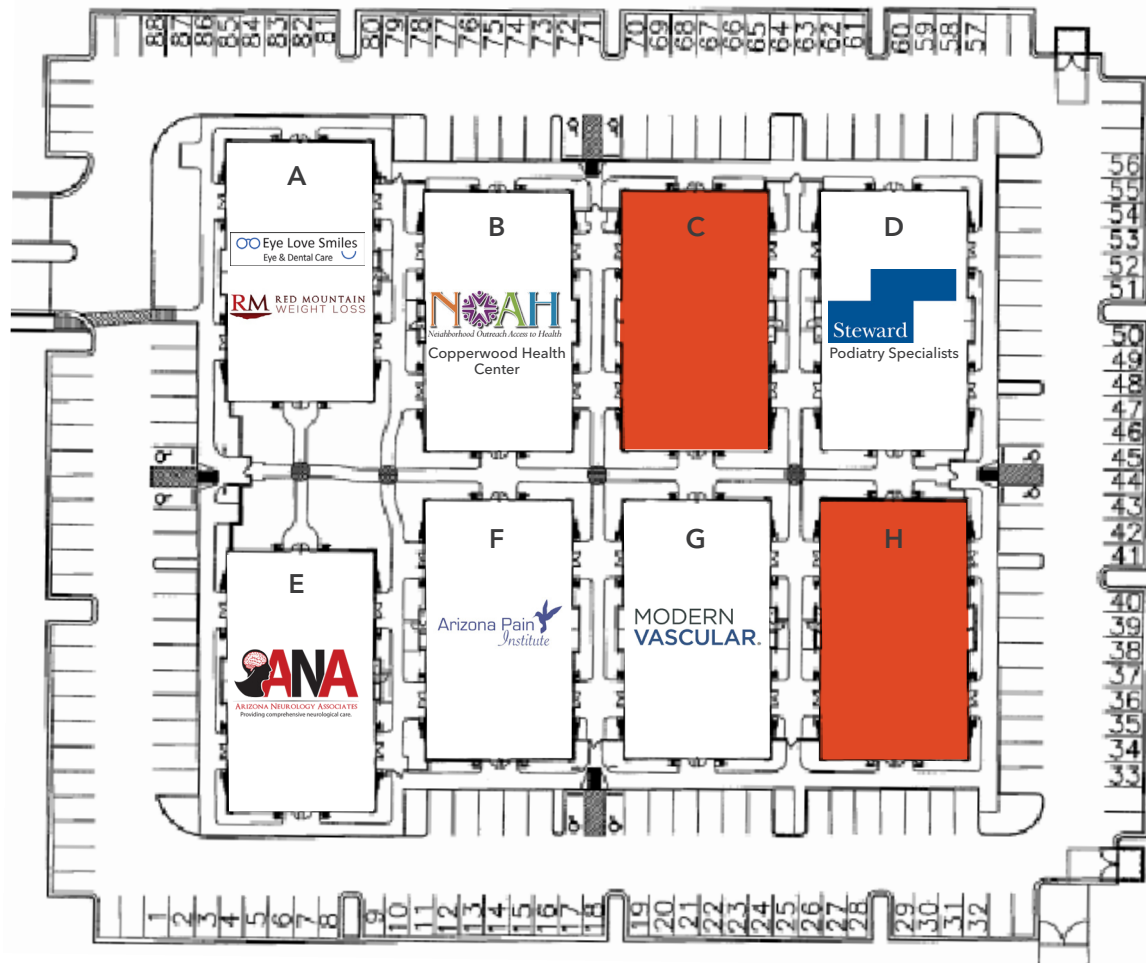 88 87 86 85 84 83 82 81 80 79 78 77 76 75 74 73 72 71 70 69 68 67 66 65 64 63 62 61 60 59 58 57
A
Eye Love Smiles
Eye & Dental Care
RM RED MOUNTAIN
WEIGHT LOSS
B
NOAH
Neighborhood Outreach Access to Health
Copperwood Health
Center
C
D
Steward
Podiatry Specialists
56
55
54
53
52
51
50
49
48
47
46
45
44
43
42
41
40
39
38
37
36
35
34
33
E
ANA
ARIZONA NEUROLOGY ASSOCIATES
Providing comprehensive neurological care.
F
Arizona Pain
Institute
G
MODERN
VASCULAR.
H
1 2 3 4 5 6 7 8 9 10 11 12 13 14 15 16 17 18 19 20 21 22 23 24 25 26 27 28 29 30 31 32